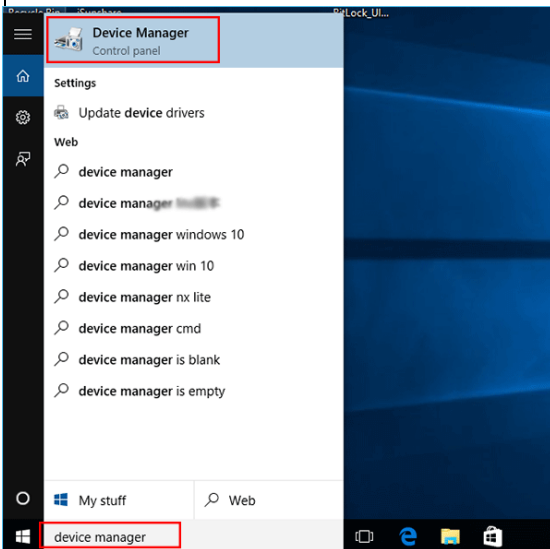 Recycle Bin iSunshare
BitLock_UI...
Device Manager
Control panel
Settings
Update device drivers
Web
device manager
device manager
device manager windows 10
device manager win 10
device manager nx lite
device manager cmd
device manager is blank
device manager is empty
My stuff
Web
device manager